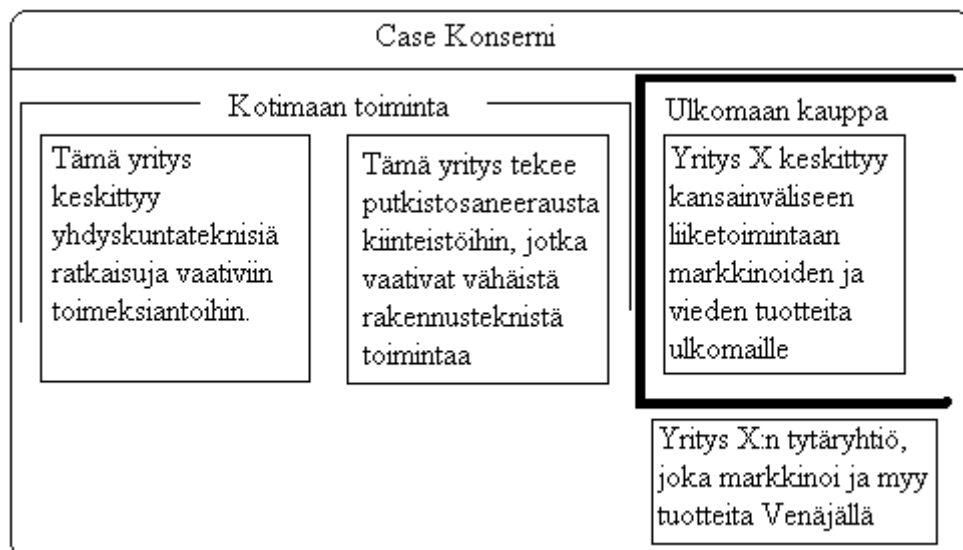 Case Konserni
Kotimaan toiminta
Tämä yritys
keskittyy
yhdyskuntateknisiä
ratkaisuja vaativiin
toimeksiantoihin.
Tämä yritys tekee
putkistosaneerausta
kiinteistöihin, jotka
vaativat vähäistä
rakennusteknistä
toimintaa
Ulkomaan kauppa
Yritys X keskittyy
kansainväliseen
liiketoimintaan
markkinoiden ja
vieden tuotteita
ulkomaille
Yritys X:n tytäryhtiö,
joka markkinoi ja myy
tuotteita Venäjällä